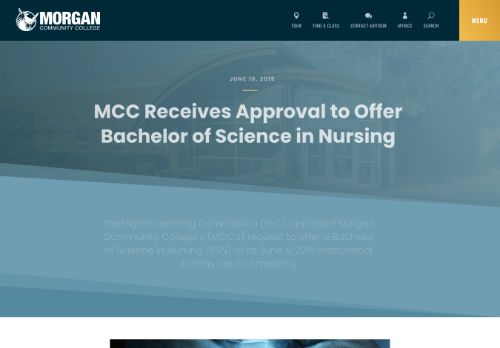 MORGAN
COMMUNITY COLLEGE
TOUR
FIND A CLASS
CONTACT ADVISOR
MYMCC
SEARCH
MENU
JUNE 10, 2019
MCC Receives Approval to Offer
Bachelor of Science in Nursing
The Higher Learning Commission (HLC) approved Morgan
Community College's (MCC's) request to offer a Bachelor
of Science in Nursing (BSN) at its June 4, 2019 Institutional
Actions Council meeting.